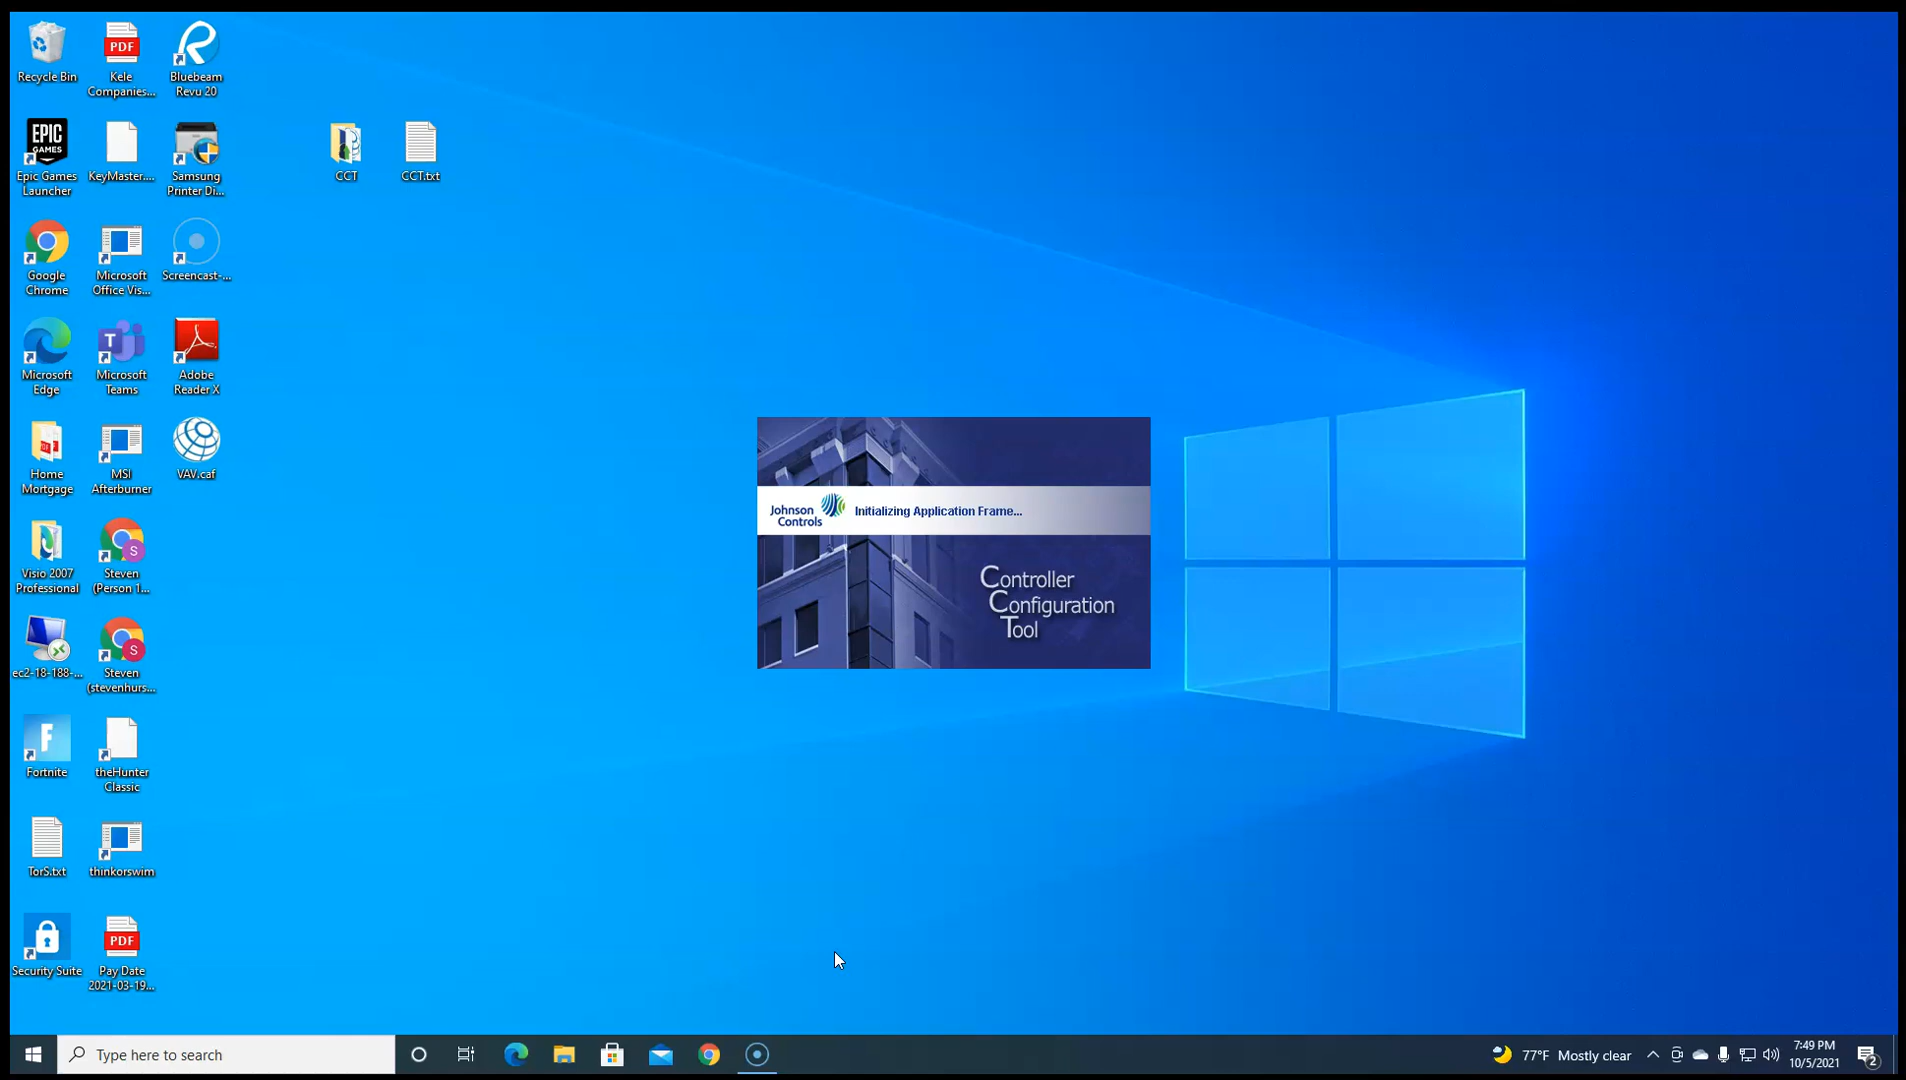 Recycle Bin
PDF
Kele
Companies...
Bluebeam
Revu 20
EPIC
GAMES
Epic Games
Launcher
KeyMaster....
Samsung
Printer Di...
CCT
CCT.txt
Google
Chrome
Microsoft
Office Vis...
Screencast-...
Microsoft
Edge
T
Microsoft
Teams
Adobe
Reader X
Home
Mortgage
MSI
Afterburner
VAV.caf
Visio 2007
Professional
S
Steven
(Person 1...
ec2-18-188-...
S
Steven
(stevenhurs...
F
Fortnite
theHunter
Classic
TorS.txt
thinkorswim
Security Suite
PDF
Pay Date
2021-03-19...
Johnson
Controls
Initializing Application Frame...
Controller
Configuration
Tool
Type here to search
77°F Mostly clear
7:49 PM
10/5/2021
2